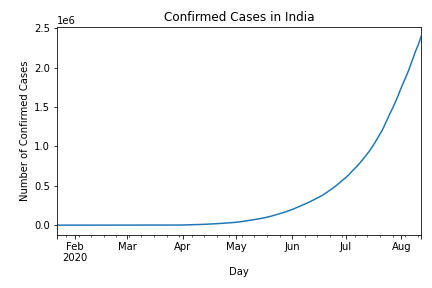 Confirmed Cases in India
1e6
2.5
2.0
1.5
1.0
0.5
0.0
Number of Confirmed Cases
Feb Mar Apr May Jun Jul Aug
2020
Day